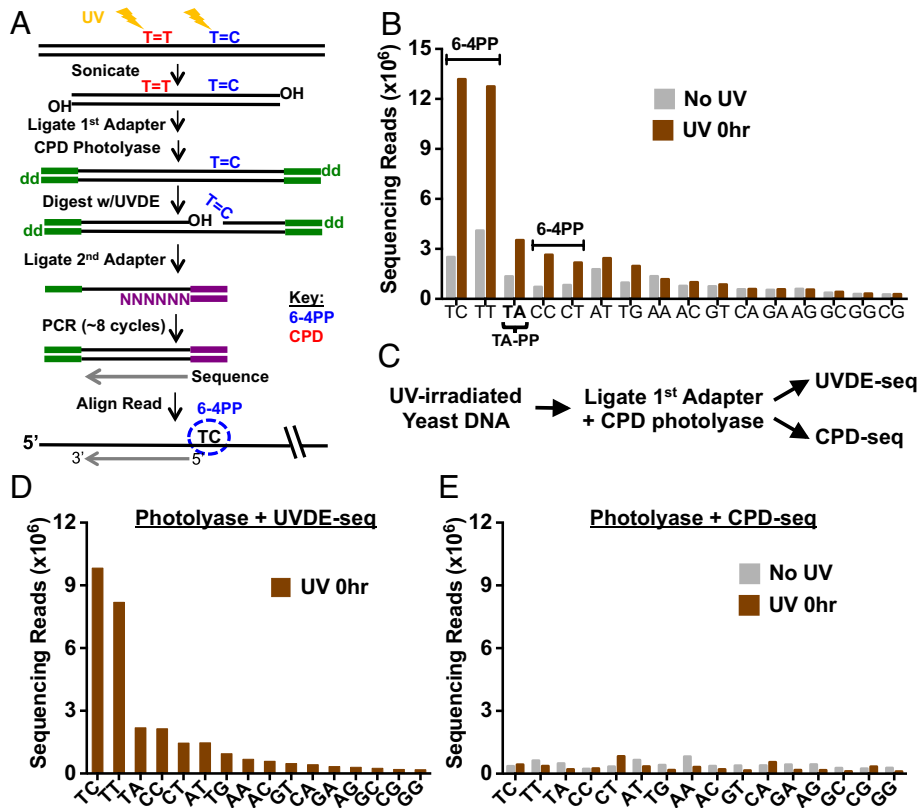 A
UV
T=T T=C
Sonicate
T=T T=C
OH
OH
Ligate 1st Adapter
CPD Photolyase
T=C
dd
dd
Digest w/UVDE
T=C
OH
dd
dd
Ligate 2nd Adapter
NNNNNN
Key:
6-4PP
CPD
PCR (~8 cycles)
Sequence
Align Read
6-4PP
TC
5’
3’ 5’
B
Sequencing Reads (x10⁶)
15
12
9
6
3
0
6-4PP
No UV
UV 0hr
6-4PP
TC TT TA CC CT AT TG AA AC GT CA GA AG GC GG CG
TA-PP
C
UV-irradiated
Yeast DNA
Ligate 1st Adapter
+ CPD photolyase
UVDE-seq
CPD-seq
D
Photolyase + UVDE-seq
Sequencing Reads (x10⁶)
12
9
6
3
0
UV 0hr
TC TT TA CC CT AT TG AA AC GT CA GA AG GC CG GG
E
Photolyase + CPD-seq
Sequencing Reads (x10⁶)
12
9
6
3
0
No UV
UV 0hr
TC TT TA CC CT AT TG AA AC GT CA GA AG GC CG GG